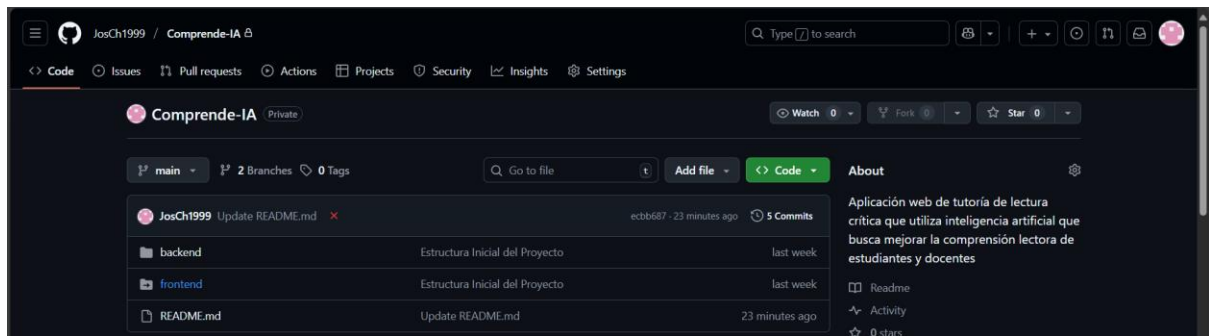 JosCh1999 / Comprende-IA
Type / to search
Code Issues Pull requests Actions Projects Security Insights Settings
Comprende-IA Private
Watch 0 Fork 0 Star 0
main 2 Branches 0 Tags
Go to file t Add file Code
About
JosCh1999 Update README.md ecbb687 · 23 minutes ago 5 Commits
Aplicación web de tutoría de lectura
crítica que utiliza inteligencia artificial que
busca mejorar la comprensión lectora de
estudiantes y docentes
backend Estructura Inicial del Proyecto last week
frontend Estructura Inicial del Proyecto last week
README.md Update README.md 23 minutes ago
Readme
Activity
0 stars